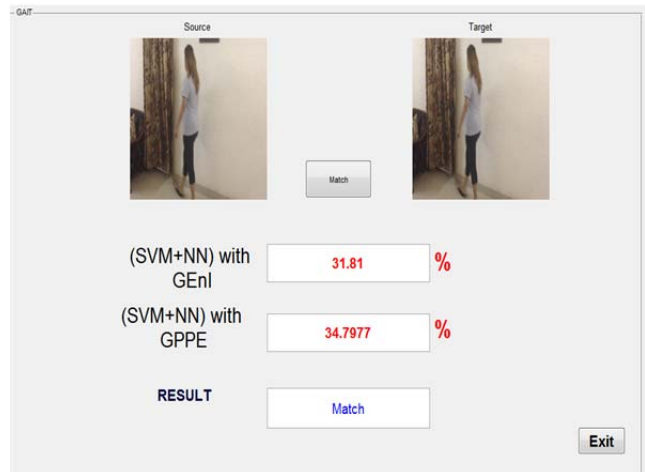 GAIT
Source
Target
Match
(SVM+NN) with
GEnI
31.81
%
(SVM+NN) with
GPPE
34.7977
%
RESULT
Match
Exit